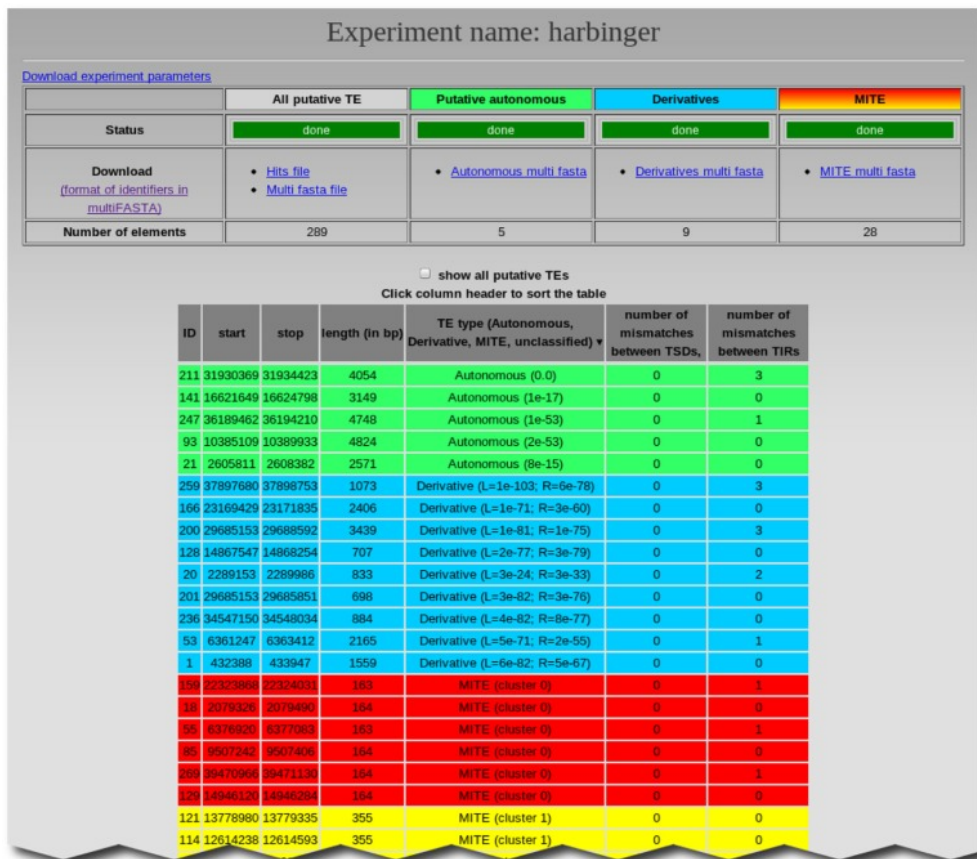 Experiment name: harbinger
Download experiment parameters
All putative TE Putative autonomous Derivatives MITE
Status done done done done
Download • Hits file • Autonomous multi fasta • Derivatives multi fasta • MITE multi fasta
(format of identifiers in • Multi fasta file
multiFASTA)
Number of elements 289 5 9 28
show all putative TEs
Click column header to sort the table
ID start stop length (in bp) TE type (Autonomous, Derivative, MITE, unclassified) ▾ number of mismatches between TSDs, number of mismatches between TIRs
211 31930369 31934423 4054 Autonomous (0.0) 0 3
141 16621649 16624798 3149 Autonomous (1e-17) 0 0
247 36189462 36194210 4748 Autonomous (1e-53) 0 1
93 10385109 10389933 4824 Autonomous (2e-53) 0 0
21 2605811 2608382 2571 Autonomous (8e-15) 0 0
259 37897680 37898753 1073 Derivative (L=1e-103; R=6e-78) 0 3
166 23169429 23171835 2406 Derivative (L=1e-71; R=3e-60) 0 0
200 29685153 29688592 3439 Derivative (L=1e-81; R=1e-75) 0 3
128 14867547 14868254 707 Derivative (L=2e-77; R=3e-79) 0 0
20 2289153 2289986 833 Derivative (L=3e-24; R=3e-33) 0 2
201 29685153 29685851 698 Derivative (L=3e-82; R=3e-76) 0 0
236 34547150 34548034 884 Derivative (L=4e-82; R=8e-77) 0 0
53 6361247 6363412 2165 Derivative (L=5e-71; R=2e-55) 0 1
1 432388 433947 1559 Derivative (L=6e-82; R=5e-67) 0 0
159 22323868 22324031 163 MITE (cluster 0) 0 1
18 2079326 2079490 164 MITE (cluster 0) 0 0
55 6376920 6377083 163 MITE (cluster 0) 0 1
85 9507242 9507406 164 MITE (cluster 0) 0 0
269 39470966 39471130 164 MITE (cluster 0) 0 1
129 14946120 14946284 164 MITE (cluster 0) 0 0
121 13778980 13779335 355 MITE (cluster 1) 0 0
114 12614238 12614593 355 MITE (cluster 1) 0 0